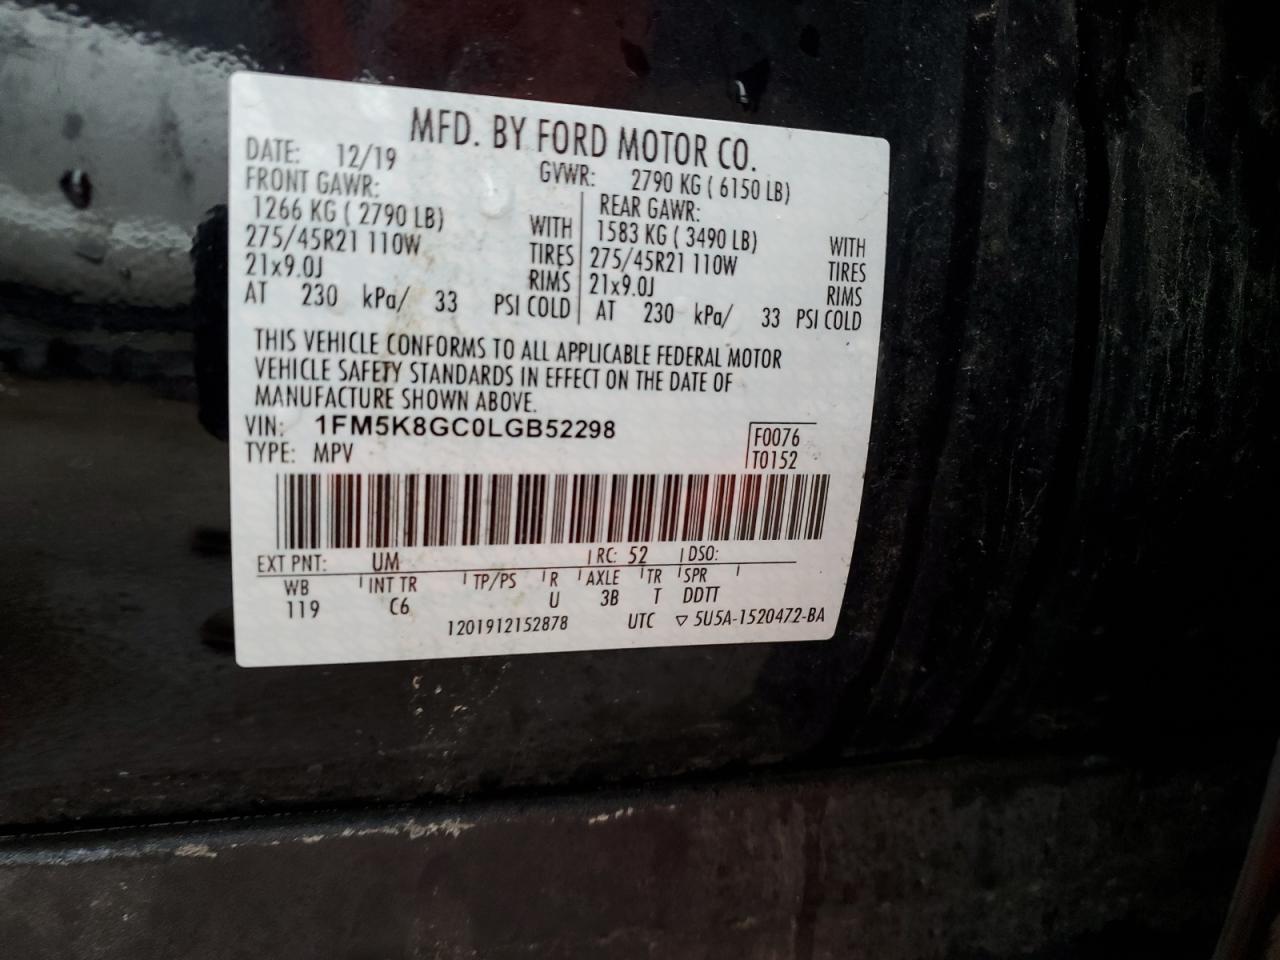 MFD. BY FORD MOTOR CO.
DATE: 12/19 GVWR: 2790 KG ( 6150 LB)
FRONT GAWR: REAR GAWR:
1266 KG ( 2790 LB) WITH 1583 KG ( 3490 LB) WITH
275/45R21 110W TIRES 275/45R21 110W TIRES
21x9.0J RIMS 21x9.0J RIMS
AT 230 kPa/ 33 PSI COLD AT 230 kPa/ 33 PSI COLD
THIS VEHICLE CONFORMS TO ALL APPLICABLE FEDERAL MOTOR
VEHICLE SAFETY STANDARDS IN EFFECT ON THE DATE OF
MANUFACTURE SHOWN ABOVE.
VIN: 1FM5K8GC0LGB52298 F0076
TYPE: MPV T0152
EXT PNT: UM RC: 52 DSO:
WB INT TR TP/PS R AXLE TR SPR
119 C6 U 3B T DDTT
1201912152878 UTC ▽ 5U5A-1520472-BA